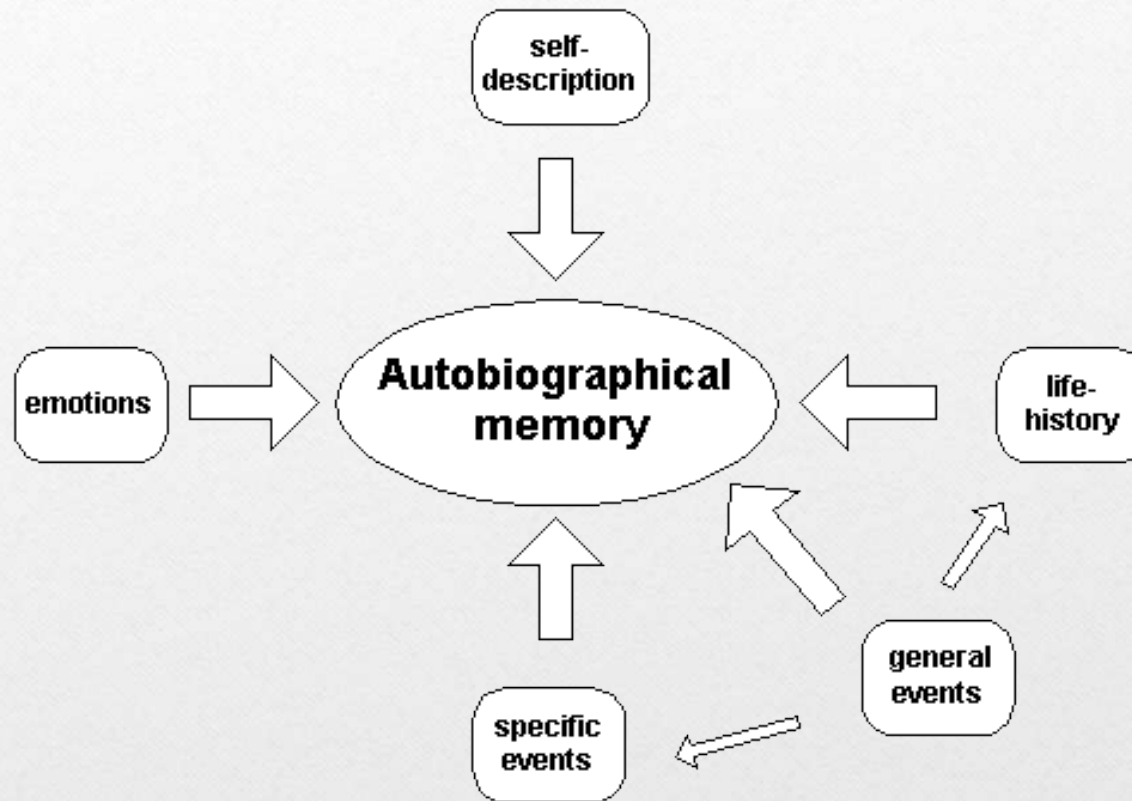 self-
description
Autobiographical
memory
emotions
life-
history
general
events
specific
events